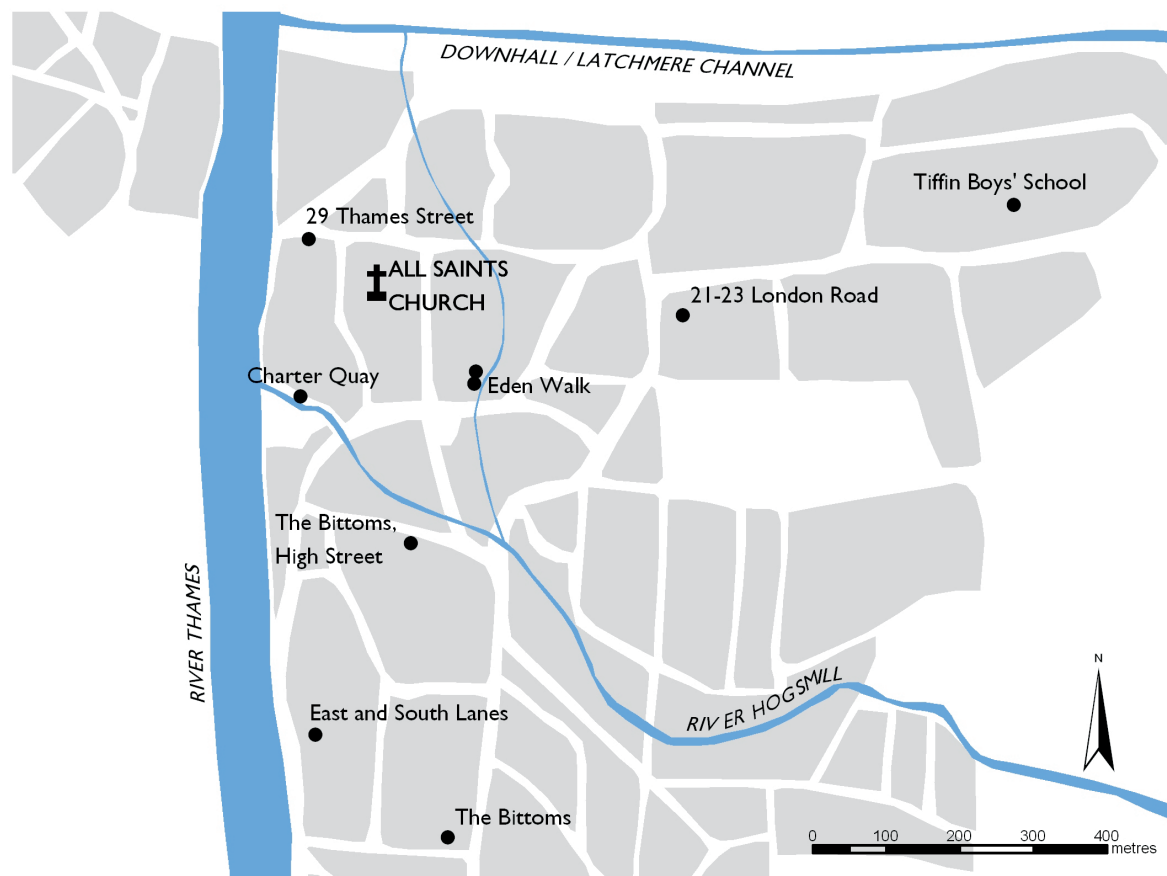 DOWNHALL / LATCHMERE CHANNEL
Tiffin Boys' School
29 Thames Street
ALL SAINTS
CHURCH
21-23 London Road
Charter Quay
Eden Walk
The Bittoms,
High Street
RIVER THAMES
RIVER HOGSMILL
N
East and South Lanes
The Bittoms
0 100 200 300 400
metres